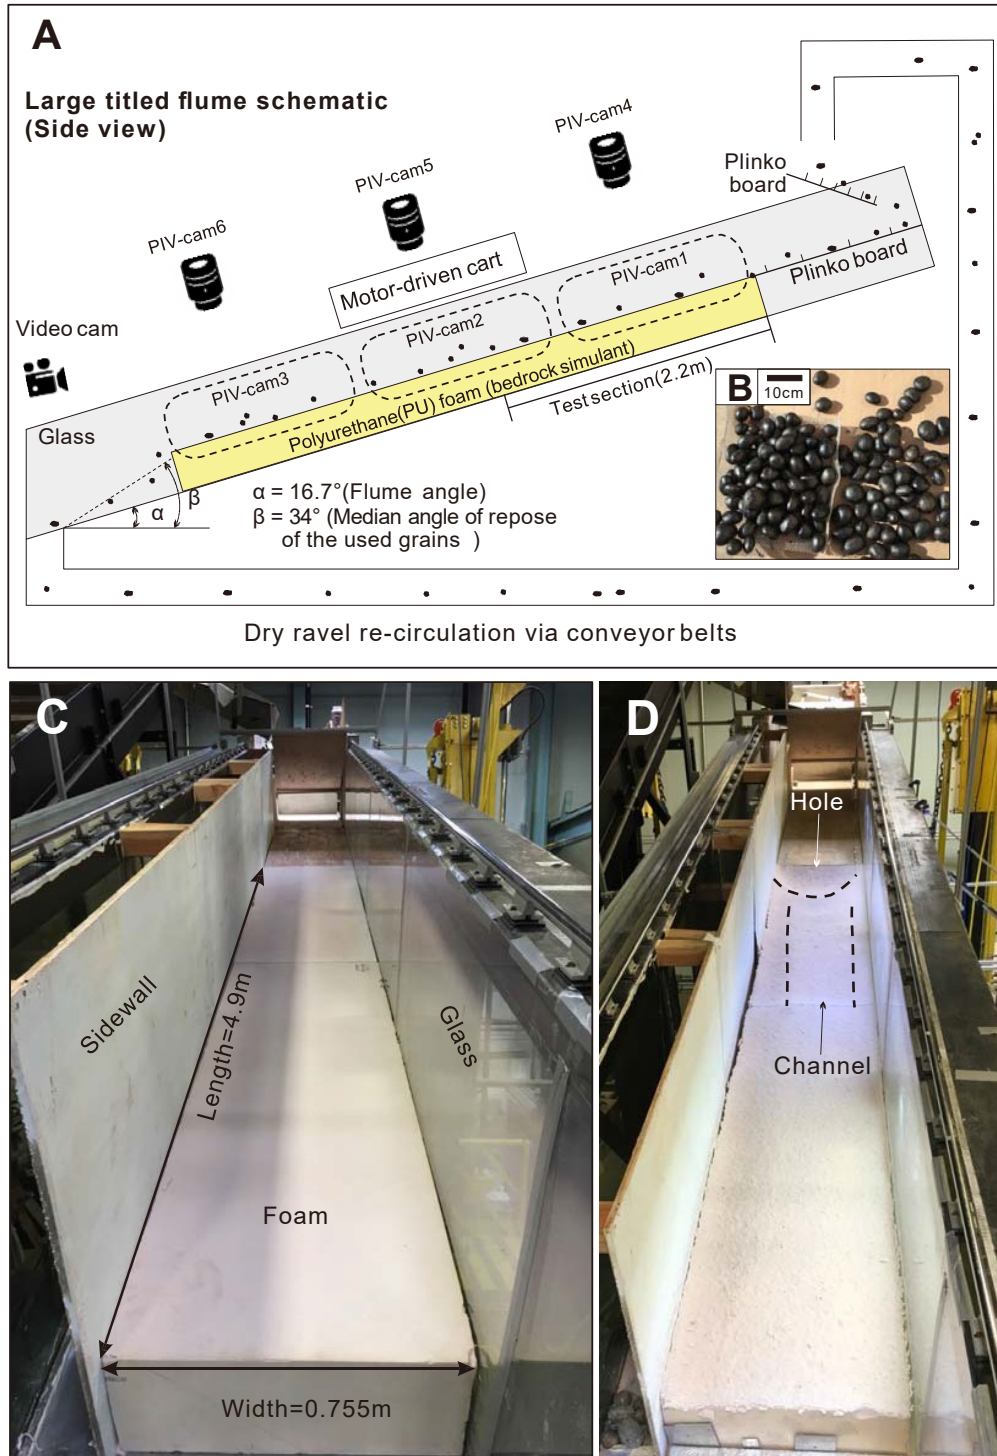 A
Large titled flume schematic
(Side view)
PIV-cam4
PIV-cam5
PIV-cam6
Plinko
board
Motor-driven cart
PIV-cam1
Plinko board
Video cam
PIV-cam2
PIV-cam3
Polyurethane(PU) foam (bedrock simulant)
Test section(2.2m)
Glass
B
10cm
α
β
α = 16.7°(Flume angle)
β = 34° (Median angle of repose
of the used grains )
Dry ravel re-circulation via conveyor belts
C
Sidewall
Length=4.9m
Glass
Foam
Width=0.755m
D
Hole
Channel